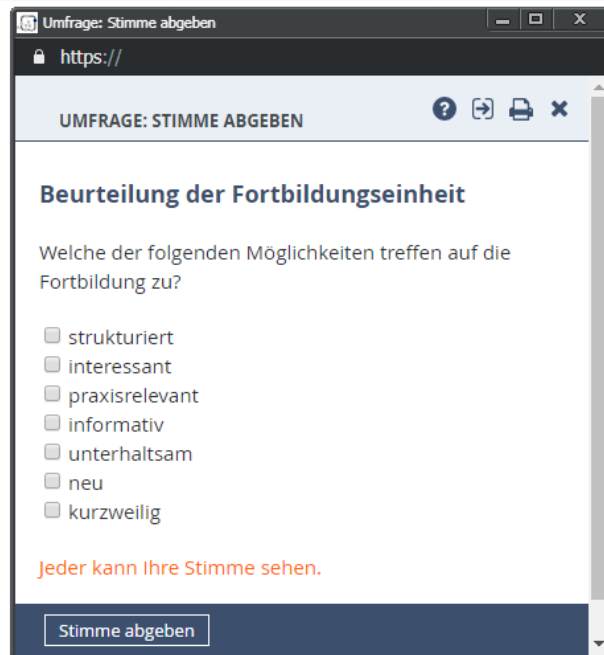 Umfrage: Stimme abgeben
https://
UMFRAGE: STIMME ABGEBEN
Beurteilung der Fortbildungseinheit
Welche der folgenden Möglichkeiten treffen auf die
Fortbildung zu?
strukturiert
interessant
praxisrelevant
informativ
unterhaltsam
neu
kurzweilig
Jeder kann Ihre Stimme sehen.
Stimme abgeben